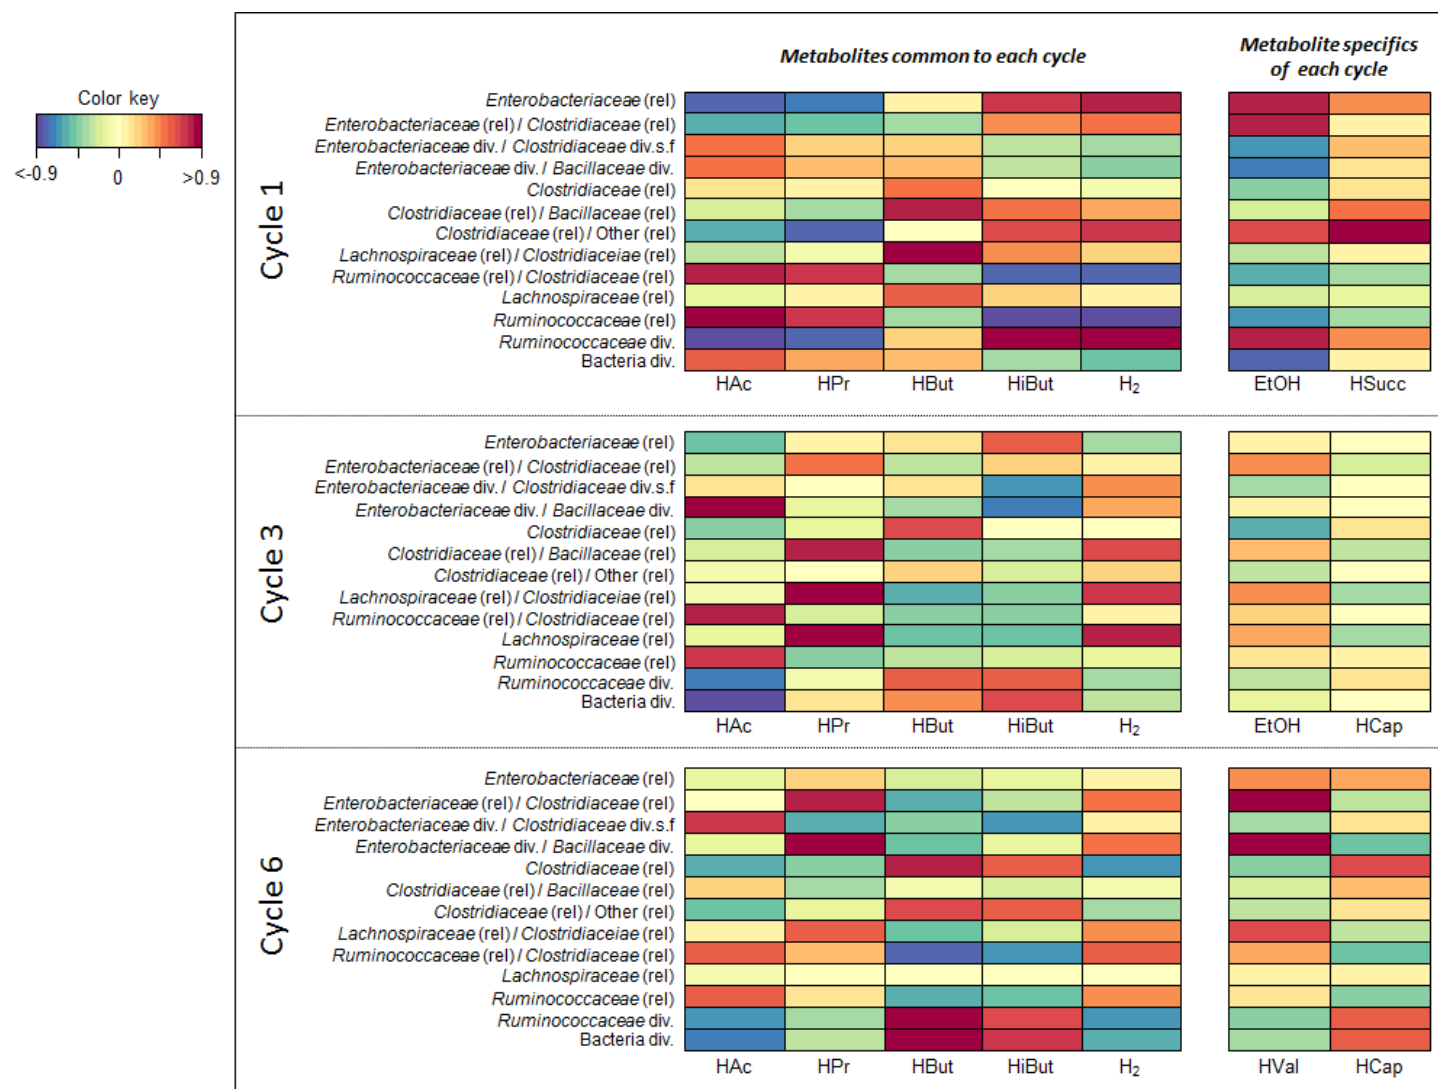 Metabolites common to each cycle
Metabolite specifics
of each cycle
Color key
<-0.9 0 >0.9
Cycle 1
Enterobacteriaceae (rel)
Enterobacteriaceae (rel) / Clostridiaceae (rel)
Enterobacteriaceae div. / Clostridiaceae div.s.f
Enterobacteriaceae div. / Bacillaceae div.
Clostridiaceae (rel)
Clostridiaceae (rel) / Bacillaceae (rel)
Clostridiaceae (rel) / Other (rel)
Lachnospiraceae (rel) / Clostridiaceiae (rel)
Ruminococcaceae (rel) / Clostridiaceae (rel)
Lachnospiraceae (rel)
Ruminococcaceae (rel)
Ruminococcaceae div.
Bacteria div.
HAc HPr HBut HiBut H2 EtOH HSucc
Cycle 3
Enterobacteriaceae (rel)
Enterobacteriaceae (rel) / Clostridiaceae (rel)
Enterobacteriaceae div. / Clostridiaceae div.s.f
Enterobacteriaceae div. / Bacillaceae div.
Clostridiaceae (rel)
Clostridiaceae (rel) / Bacillaceae (rel)
Clostridiaceae (rel) / Other (rel)
Lachnospiraceae (rel) / Clostridiaceiae (rel)
Ruminococcaceae (rel) / Clostridiaceae (rel)
Lachnospiraceae (rel)
Ruminococcaceae (rel)
Ruminococcaceae div.
Bacteria div.
HAc HPr HBut HiBut H2 EtOH HCap
Cycle 6
Enterobacteriaceae (rel)
Enterobacteriaceae (rel) / Clostridiaceae (rel)
Enterobacteriaceae div. / Clostridiaceae div.s.f
Enterobacteriaceae div. / Bacillaceae div.
Clostridiaceae (rel)
Clostridiaceae (rel) / Bacillaceae (rel)
Clostridiaceae (rel) / Other (rel)
Lachnospiraceae (rel) / Clostridiaceiae (rel)
Ruminococcaceae (rel) / Clostridiaceae (rel)
Lachnospiraceae (rel)
Ruminococcaceae (rel)
Ruminococcaceae div.
Bacteria div.
HAc HPr HBut HiBut H2 HVal HCap